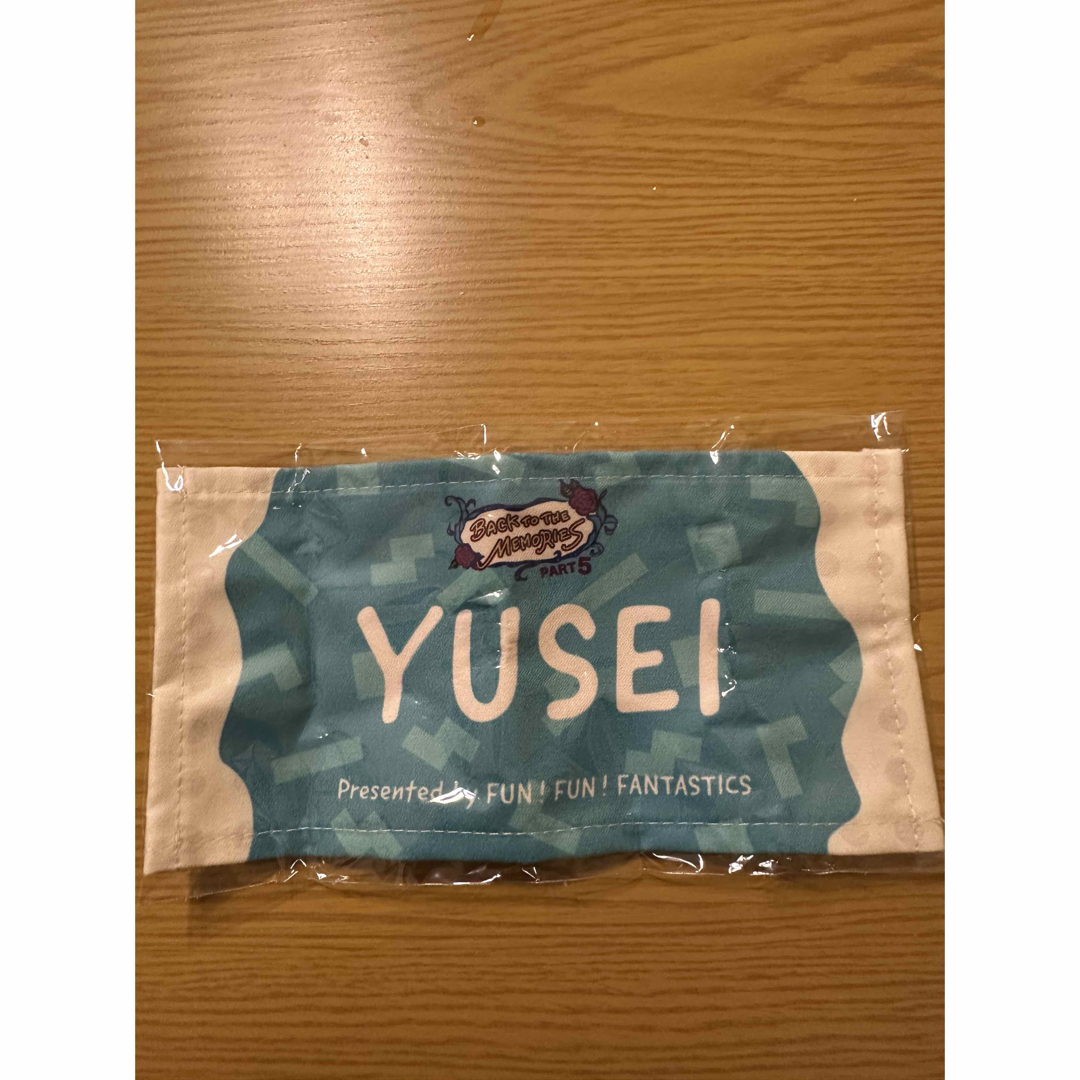 BACK TO THE
MEMORIES
PART 5
YUSEI
Presented by FUN! FUN! FANTASTICS